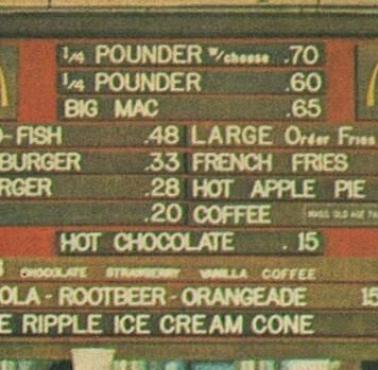 1/4 POUNDER w/cheese .70
1/4 POUNDER .60
BIG MAC .65
O-FISH .48 LARGE Order Fries
BURGER .33 FRENCH FRIES
RGER .28 HOT APPLE PIE
.20 COFFEE
HOT CHOCOLATE .15
CHOCOLATE STRAWBERRY VANILLA COFFEE
OLA - ROOTBEER - ORANGEADE 15
E RIPPLE ICE CREAM CONE